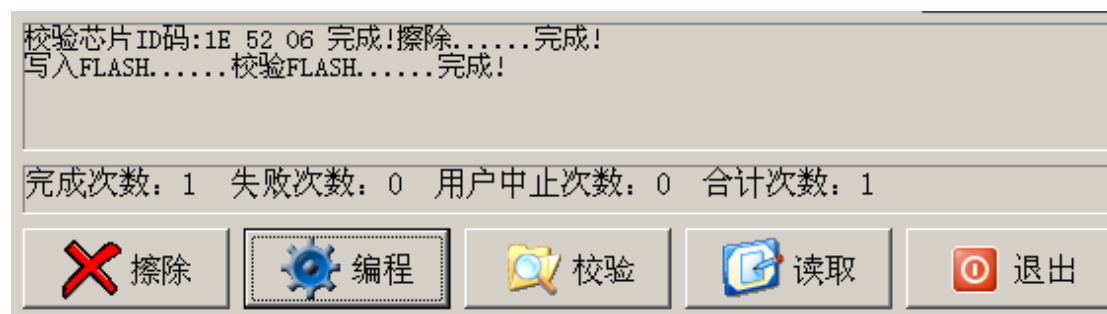 校验芯片ID码:1E 52 06 完成!擦除......完成!
写入FLASH......校验FLASH......完成!
完成次数: 1 失败次数: 0 用户中止次数: 0 合计次数: 1
擦除 编程 校验 读取 退出